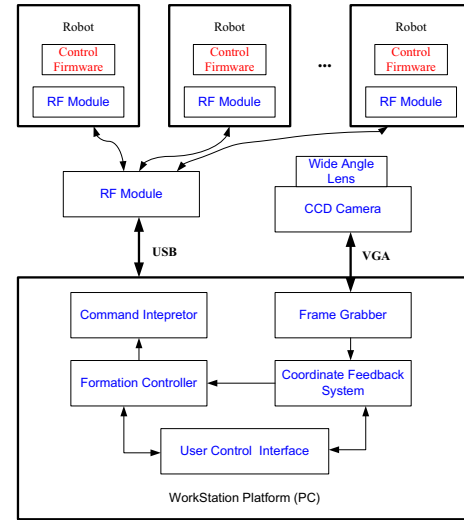 Robot
Control
Firmware
RF Module
Robot
Control
Firmware
RF Module
...
Robot
Control
Firmware
RF Module
RF Module
Wide Angle
Lens
CCD Camera
USB
VGA
Command Intepretor
Frame Grabber
Formation Controller
Coordinate Feedback
System
User Control Interface
WorkStation Platform (PC)